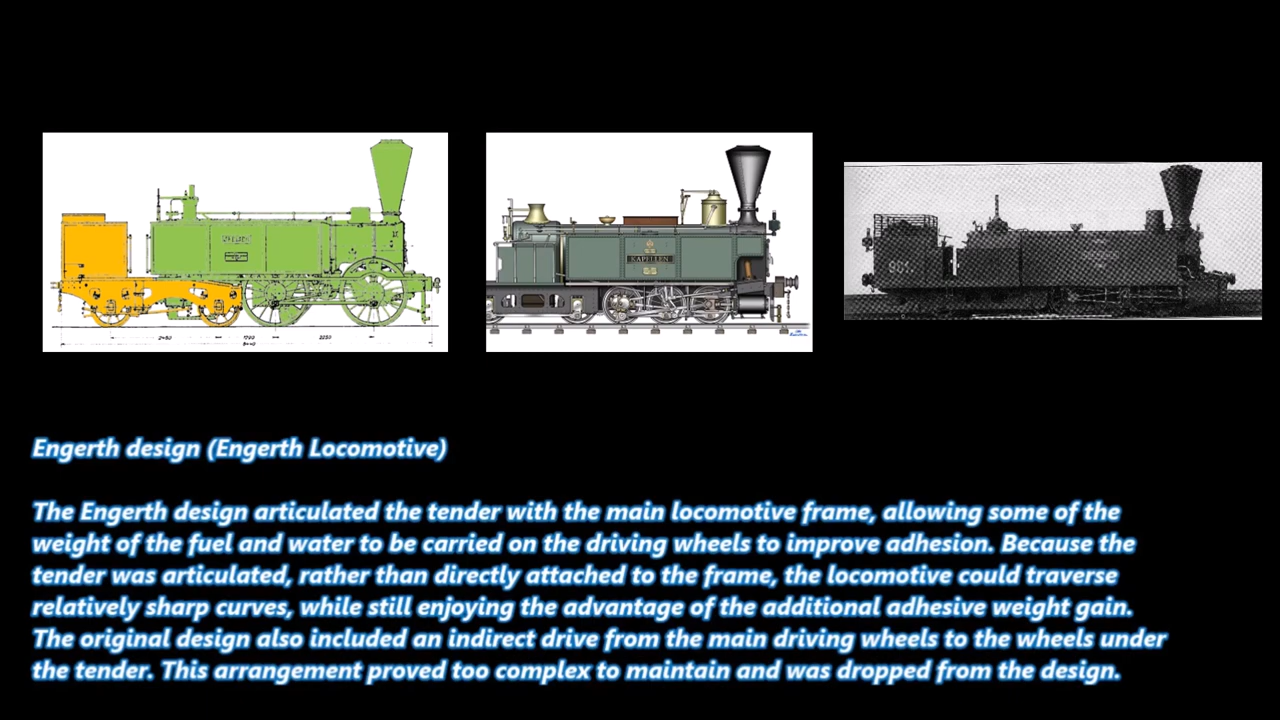 KAPELLEN
Engerth design (Engerth Locomotive)
The Engerth design articulated the tender with the main locomotive frame, allowing some of the
weight of the fuel and water to be carried on the driving wheels to improve adhesion. Because the
tender was articulated, rather than directly attached to the frame, the locomotive could traverse
relatively sharp curves, while still enjoying the advantage of the additional adhesive weight gain.
The original design also included an indirect drive from the main driving wheels to the wheels under
the tender. This arrangement proved too complex to maintain and was dropped from the design.